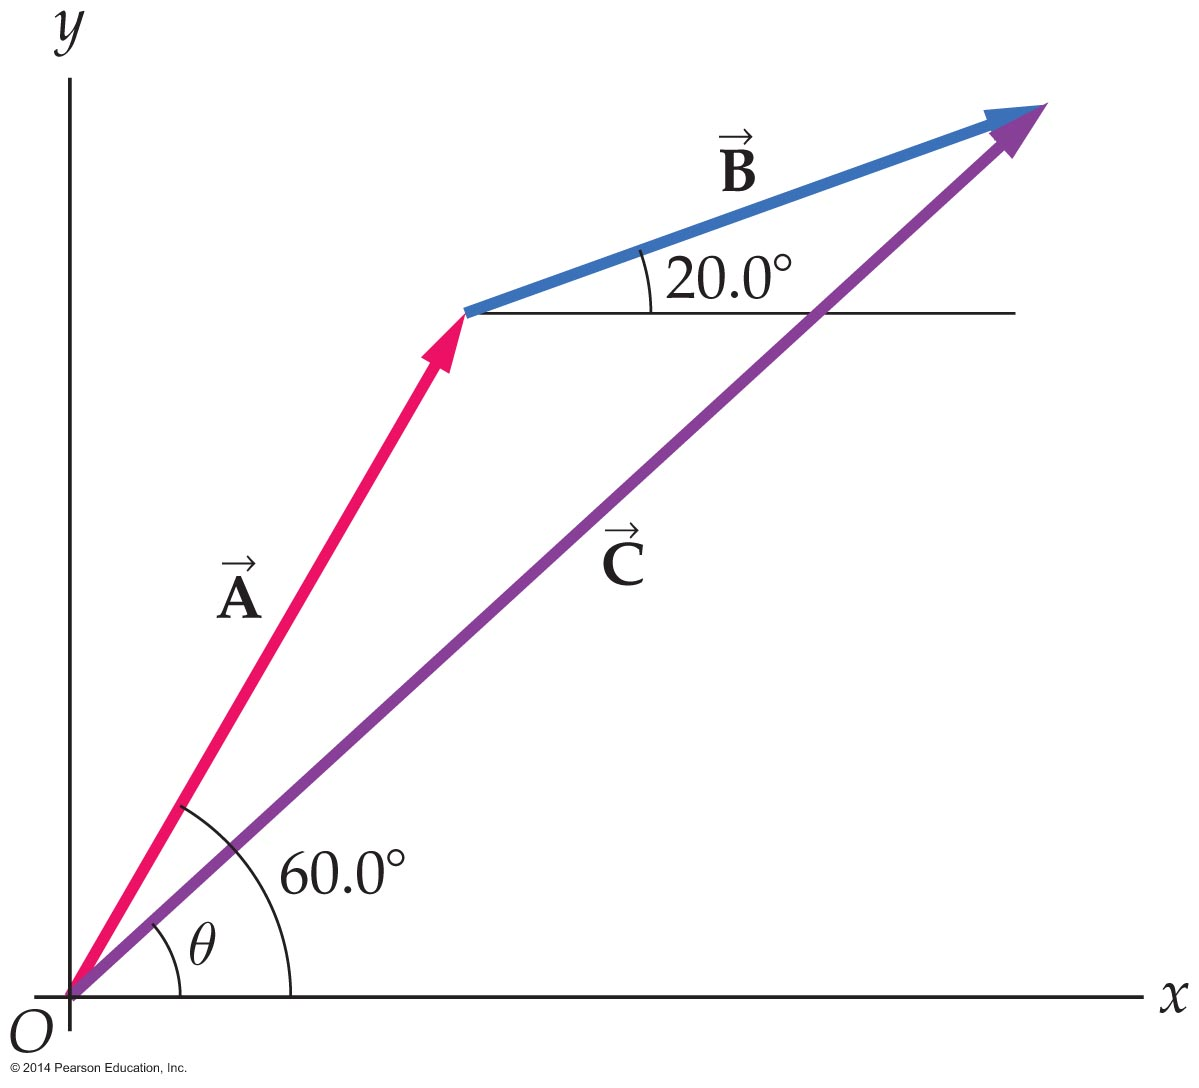 y
B
20.0°
C
A
60.0°
θ
x
O
© 2014 Pearson Education, Inc.